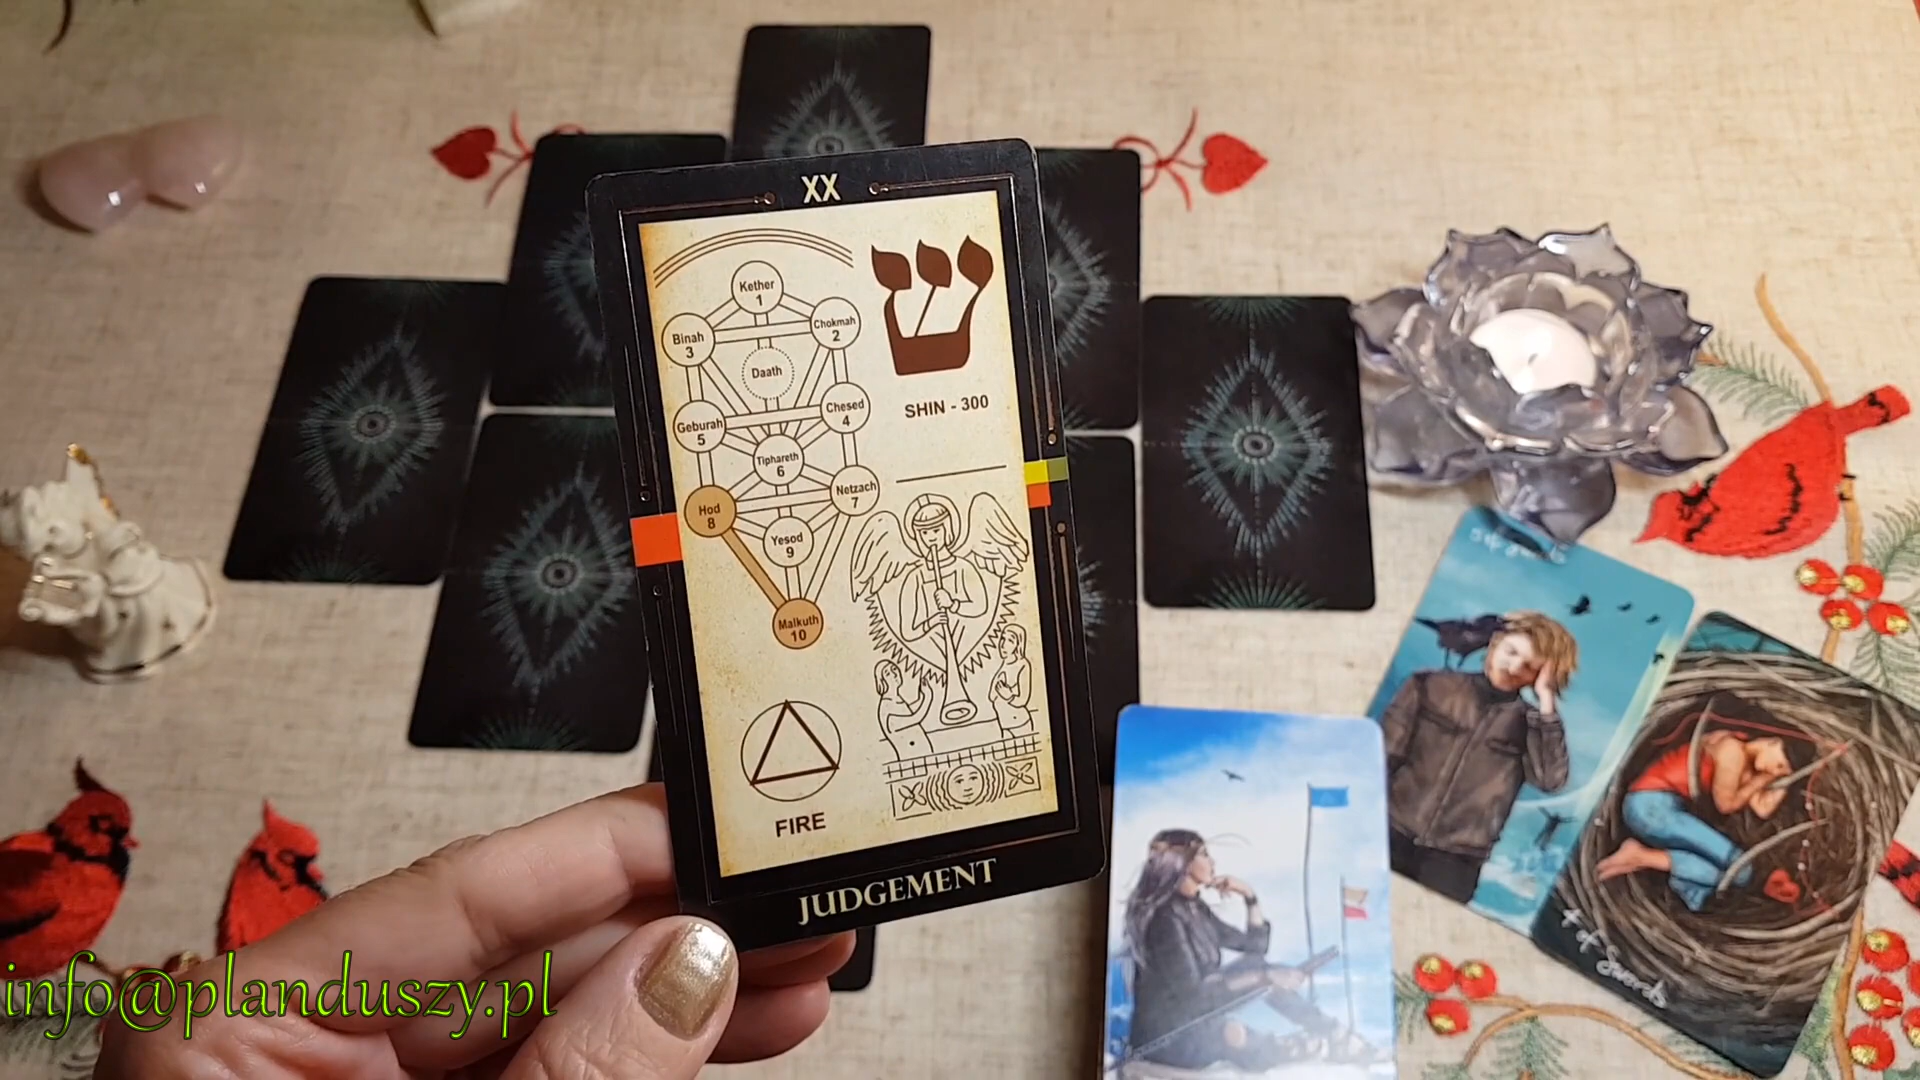 XX
Kether
1
Binah
3
Chokmah
2
Daath
Geburah
5
Chesed
4
Tiphareth
6
Hod
8
Netzach
7
Yesod
9
Malkuth
10
ש
SHIN - 300
FIRE
JUDGEMENT
4 of Swords
info@planduszy.pl